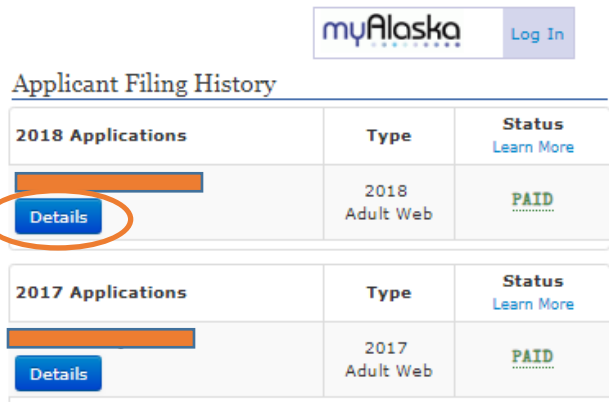 myAlaska Log In
Applicant Filing History
2018 Applications Type Status
Learn More
Details 2018
Adult Web PAID
2017 Applications Type Status
Learn More
Details 2017
Adult Web PAID